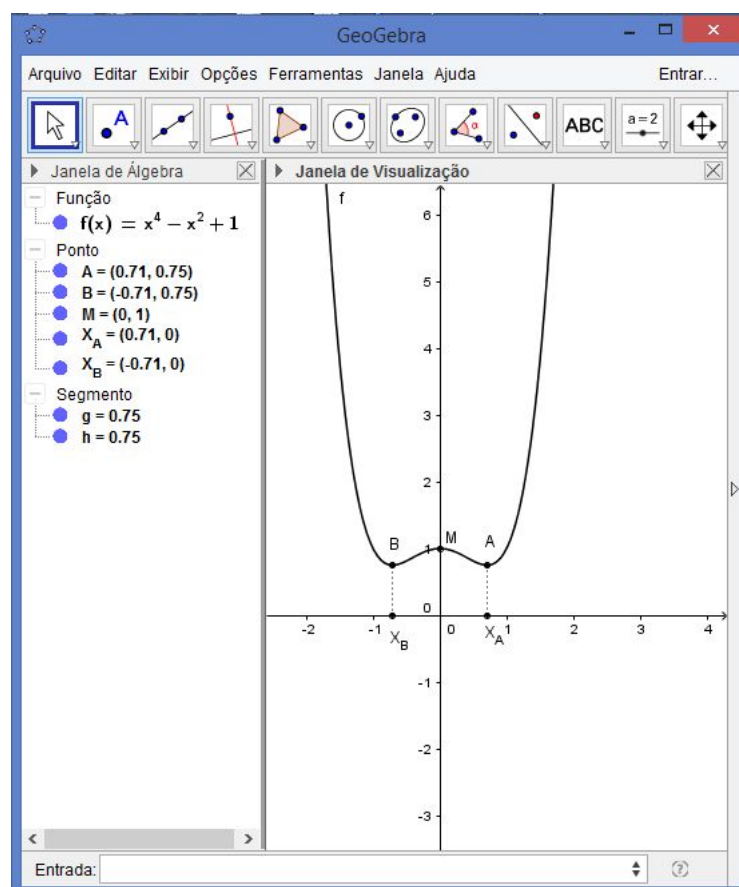 GeoGebra
Arquivo Editar Exibir Opções Ferramentas Janela Ajuda Entrar...
A α ABC a = 2
Janela de Álgebra
Função
f(x) = x⁴ − x² + 1
Ponto
A = (0.71, 0.75)
B = (-0.71, 0.75)
M = (0, 1)
X_A = (0.71, 0)
X_B = (-0.71, 0)
Segmento
g = 0.75
h = 0.75
Janela de Visualização
f
6
5
4
3
2
B 1 M A
0
-2 -1 X_B 0 X_A 1 2 3 4
-1
-2
-3
Entrada:
?